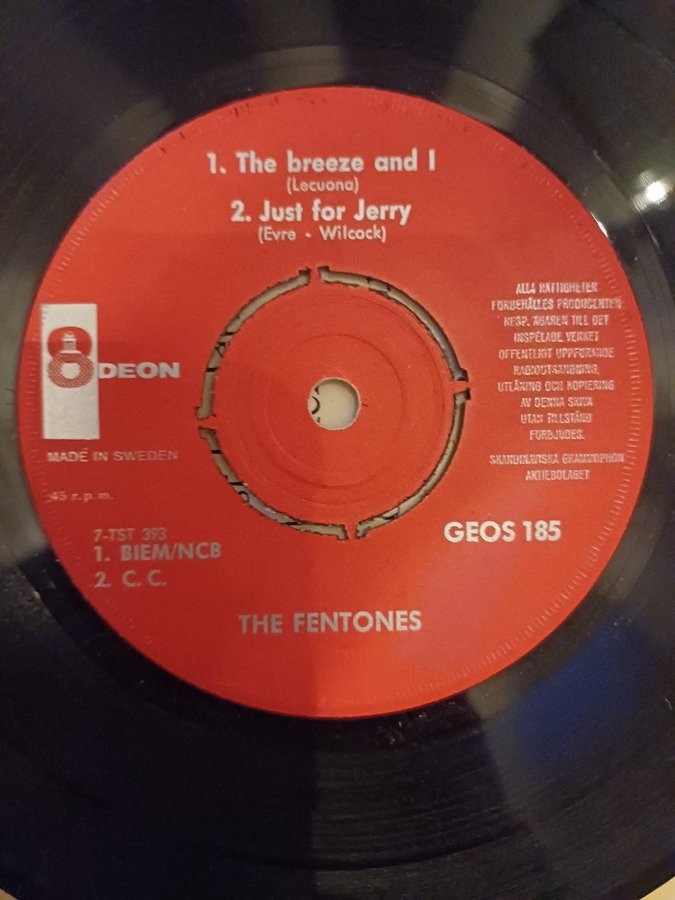 1. The breeze and I
(Lecuona)
2. Just for Jerry
(Eyre - Wilcock)
ODEON
MADE IN SWEDEN
45 r.p.m.
7-TST 393
1. BIEM/NCB
2. C. C.
ALLA RÄTTIGHETER
FÖRBEHÅLLES PRODUCENTEN
RESP. ÄGAREN TILL DET
INSPELADE VERKET
OFFENTLIGT UPPFÖRANDE
RADIOUTSÄNDNING,
UTLÅNING OCH KOPIERING
AV DENNA SKIVA
UTAN TILLSTÅND
FÖRBJUDES.
SKANDINAVISKA GRAMMOPHON
AKTIEBOLAGET
GEOS 185
THE FENTONES